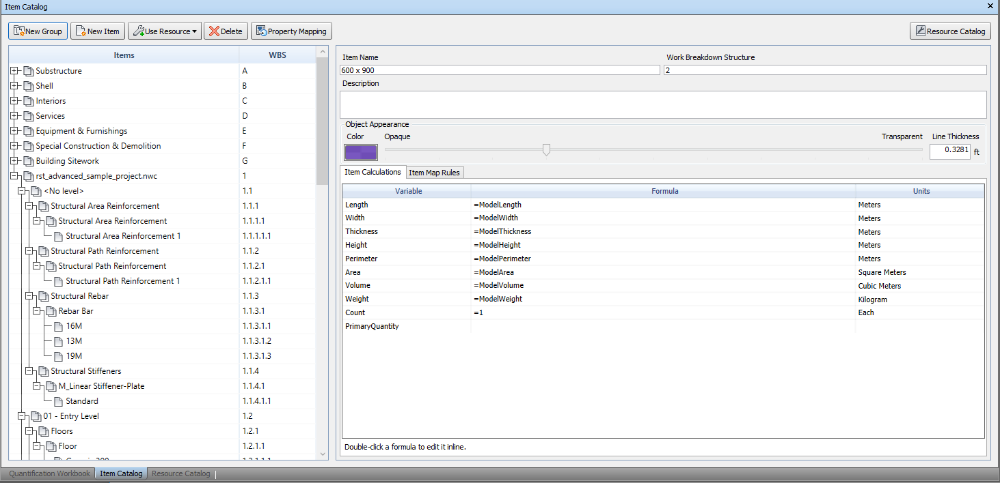 Item Catalog
New Group
New Item
Use Resource
Delete
Property Mapping
Resource Catalog
Items WBS
Substructure A
Shell B
Interiors C
Services D
Equipment & Furnishings E
Special Construction & Demolition F
Building Sitework G
rst_advanced_sample_project.nwc 1
<No level> 1.1
Structural Area Reinforcement 1.1.1
Structural Area Reinforcement 1.1.1.1
Structural Area Reinforcement 1 1.1.1.1.1
Structural Path Reinforcement 1.1.2
Structural Path Reinforcement 1.1.2.1
Structural Path Reinforcement 1 1.1.2.1.1
Structural Rebar 1.1.3
Rebar Bar 1.1.3.1
16M 1.1.3.1.1
13M 1.1.3.1.2
19M 1.1.3.1.3
Structural Stiffeners 1.1.4
M_Linear Stiffener-Plate 1.1.4.1
Standard 1.1.4.1.1
01 - Entry Level 1.2
Floors 1.2.1
Floor 1.2.1.1
Item Name Work Breakdown Structure
600 x 900 2
Description
Object Appearance
Color Opaque Transparent Line Thickness
0.3281 ft
Item Calculations Item Map Rules
Variable Formula Units
Length =ModelLength Meters
Width =ModelWidth Meters
Thickness =ModelThickness Meters
Height =ModelHeight Meters
Perimeter =ModelPerimeter Meters
Area =ModelArea Square Meters
Volume =ModelVolume Cubic Meters
Weight =ModelWeight Kilogram
Count =1 Each
PrimaryQuantity
Double-click a formula to edit it inline.
Quantification Workbook Item Catalog Resource Catalog